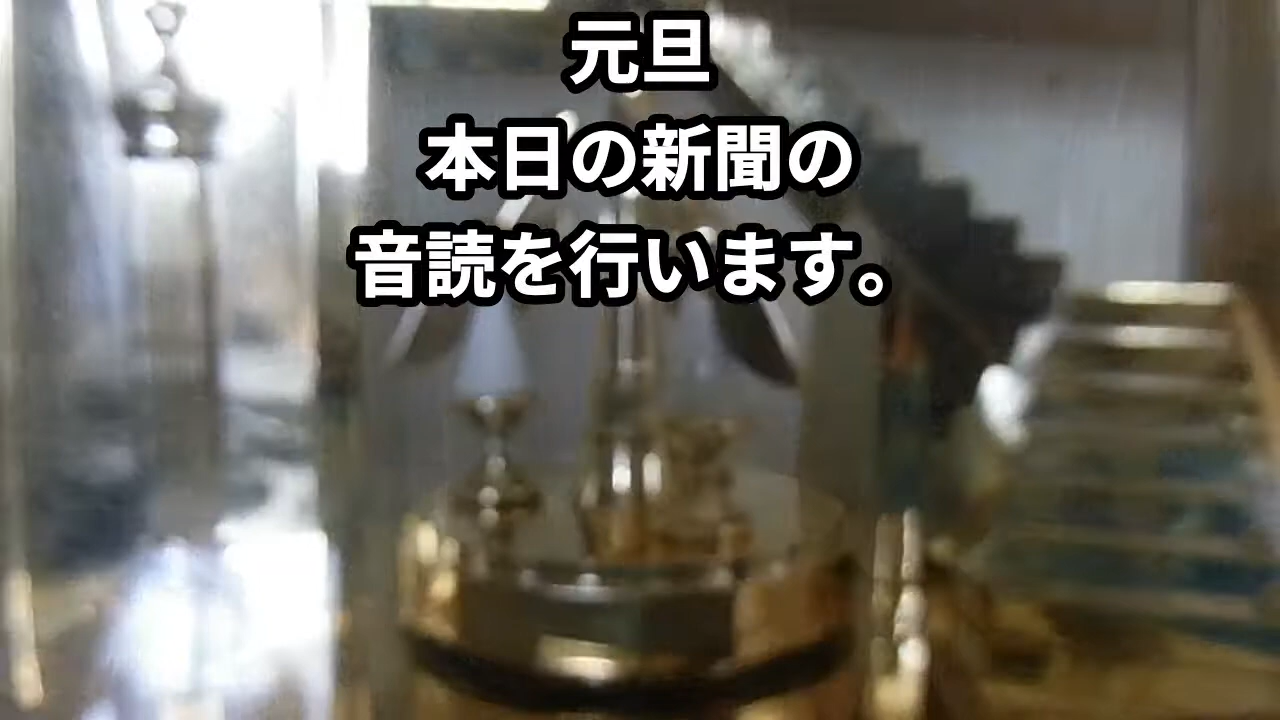 元旦
本日の新聞の
音読を行います。